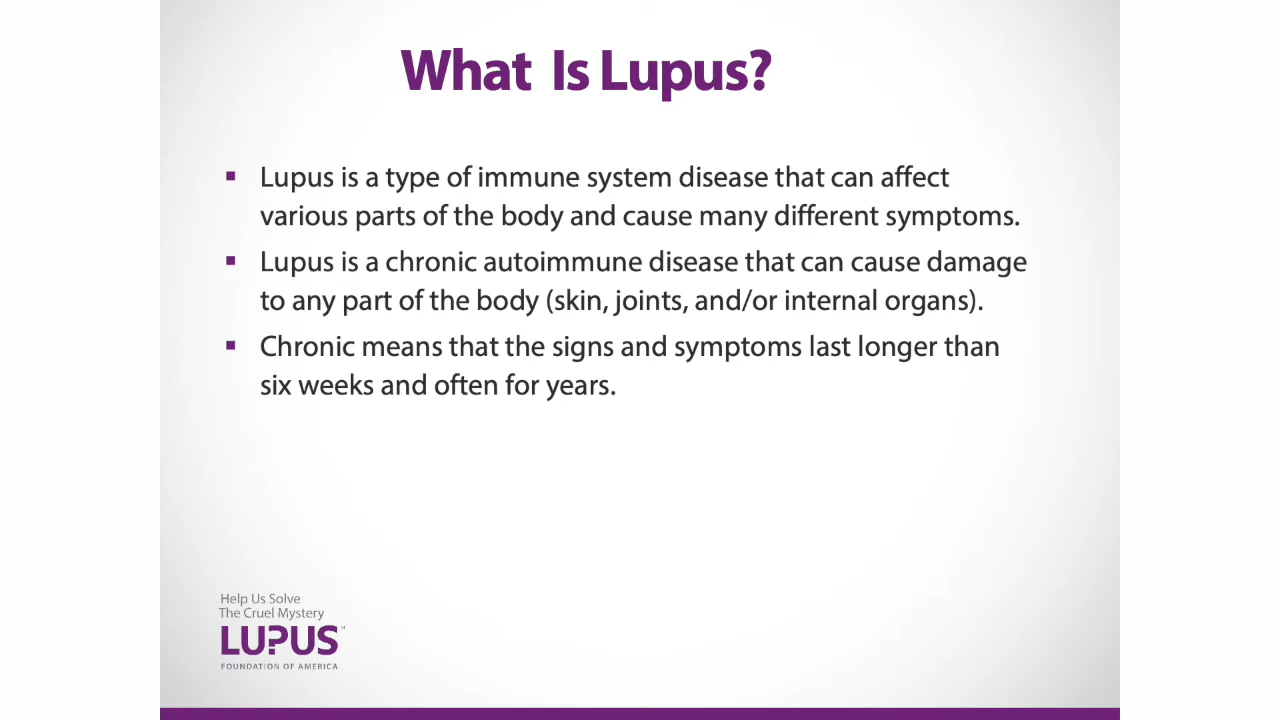 What Is Lupus?
▪ Lupus is a type of immune system disease that can affect
various parts of the body and cause many different symptoms.
▪ Lupus is a chronic autoimmune disease that can cause damage
to any part of the body (skin, joints, and/or internal organs).
▪ Chronic means that the signs and symptoms last longer than
six weeks and often for years.
Help Us Solve
The Cruel Mystery
LUPUS™
FOUNDATION OF AMERICA